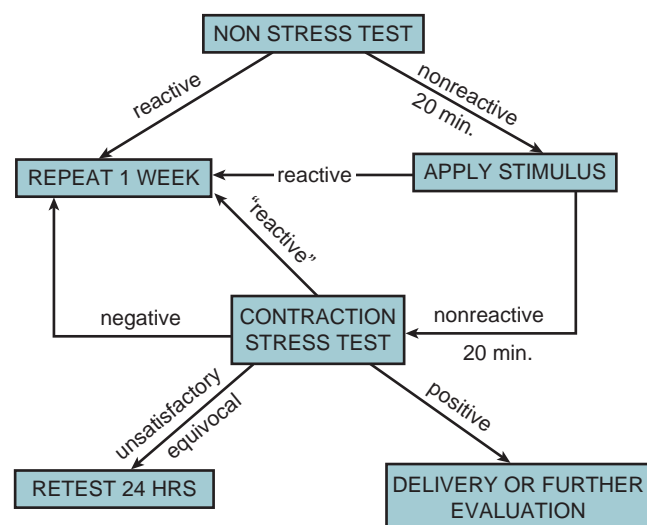 NON STRESS TEST
reactive
nonreactive
20 min.
REPEAT 1 WEEK
reactive
APPLY STIMULUS
“reactive”
negative
CONTRACTION
STRESS TEST
nonreactive
20 min.
unsatisfactory
equivocal
positive
RETEST 24 HRS
DELIVERY OR FURTHER
EVALUATION